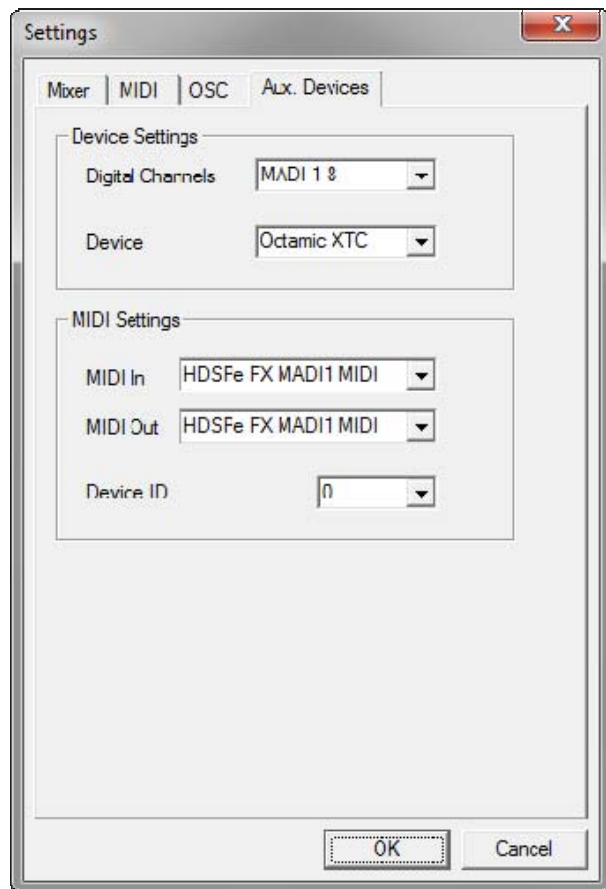 Settings
Mixer MIDI OSC Aux. Devices
Device Settings
Digital Channels MADI 1 8
Device Octamic XTC
MIDI Settings
MIDI In HDSFe FX MADI1 MIDI
MIDI Out HDSFe FX MADI1 MIDI
Device ID 0
OK Cancel